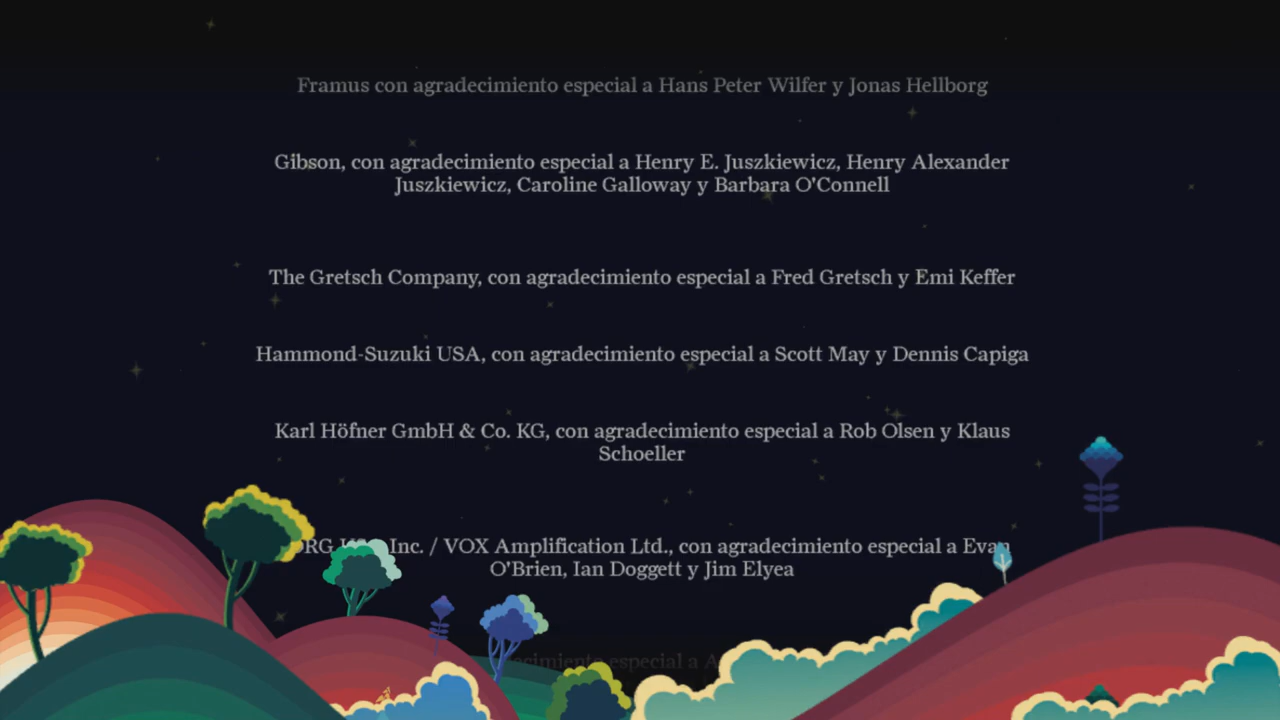 Framus con agradecimiento especial a Hans Peter Wilfer y Jonas Hellborg
Gibson, con agradecimiento especial a Henry E. Juszkiewicz, Henry Alexander
Juszkiewicz, Caroline Galloway y Barbara O'Connell
The Gretsch Company, con agradecimiento especial a Fred Gretsch y Emi Keffer
Hammond-Suzuki USA, con agradecimiento especial a Scott May y Dennis Capiga
Karl Höfner GmbH & Co. KG, con agradecimiento especial a Rob Olsen y Klaus
Schoeller
Inc. / VOX Amplification Ltd., con agradecimiento especial a Evan
O'Brien, Ian Doggett y Jim Elyea
especial a